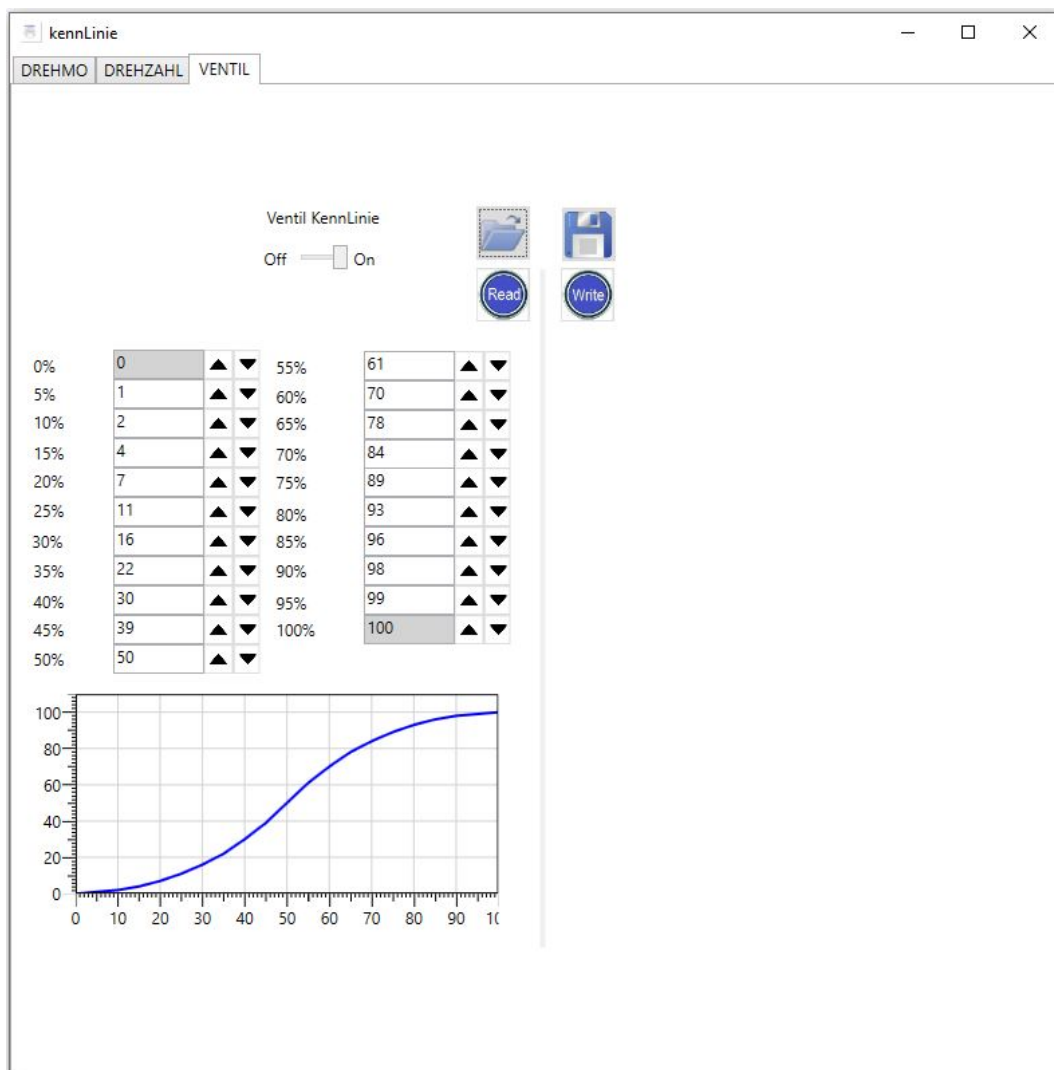 kennLinie
DREHMO DREHZAHL VENTIL
Ventil KennLinie
Off On
Read Write
0% 0 55% 61
5% 1 60% 70
10% 2 65% 78
15% 4 70% 84
20% 7 75% 89
25% 11 80% 93
30% 16 85% 96
35% 22 90% 98
40% 30 95% 99
45% 39 100% 100
50% 50
100
80
60
40
20
0
0 10 20 30 40 50 60 70 80 90 10